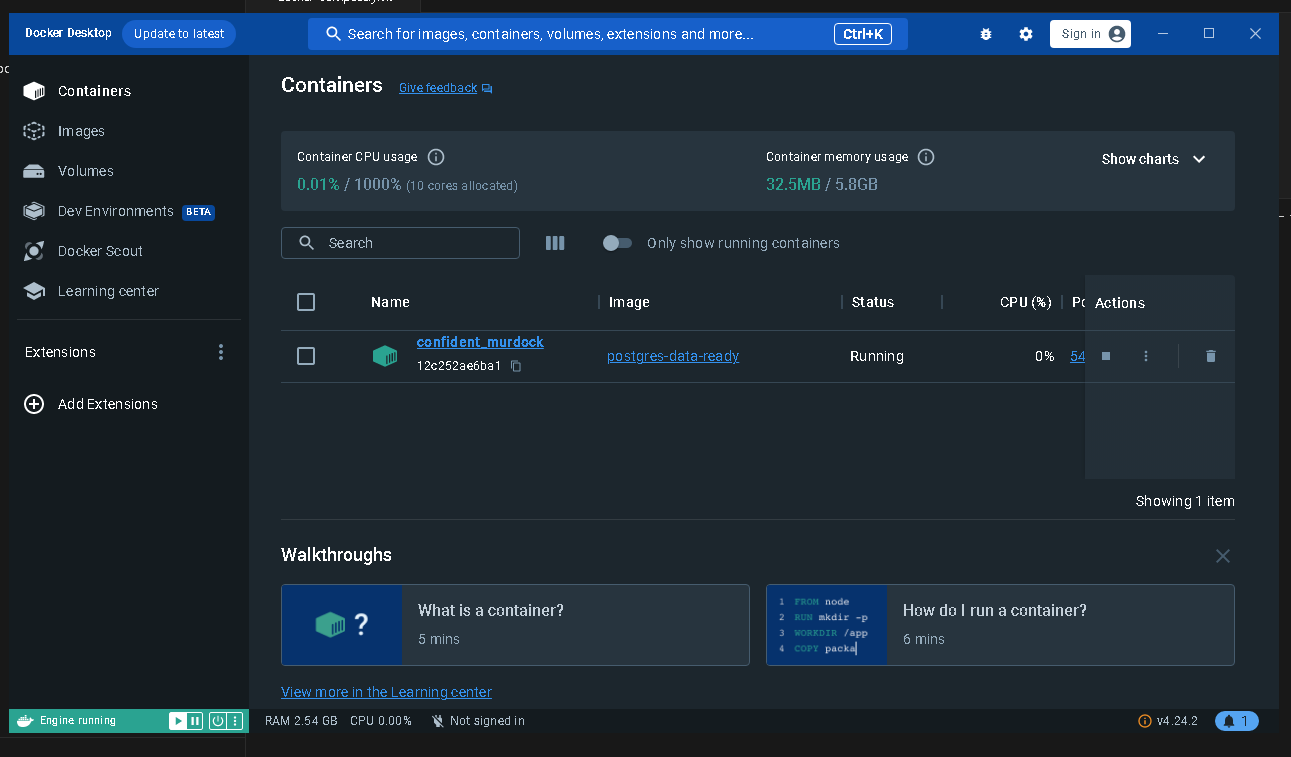 Docker Desktop
Update to latest
Search for images, containers, volumes, extensions and more...
Ctrl+K
Sign in
Containers
Images
Volumes
Dev Environments BETA
Docker Scout
Learning center
Extensions
Add Extensions
Containers
Give feedback
Container CPU usage
0.01% / 1000% (10 cores allocated)
Container memory usage
32.5MB / 5.8GB
Show charts
Search
Only show running containers
Name Image Status CPU (%) Actions
confident_murdock
12c252ae6ba1
postgres-data-ready
Running
0%
54
Showing 1 item
Walkthroughs
What is a container?
5 mins
?
1 FROM node
2 RUN mkdir -p
3 WORKDIR /app
4 COPY packa
How do I run a container?
6 mins
View more in the Learning center
Engine running
RAM 2.54 GB CPU 0.00% Not signed in
v4.24.2
1